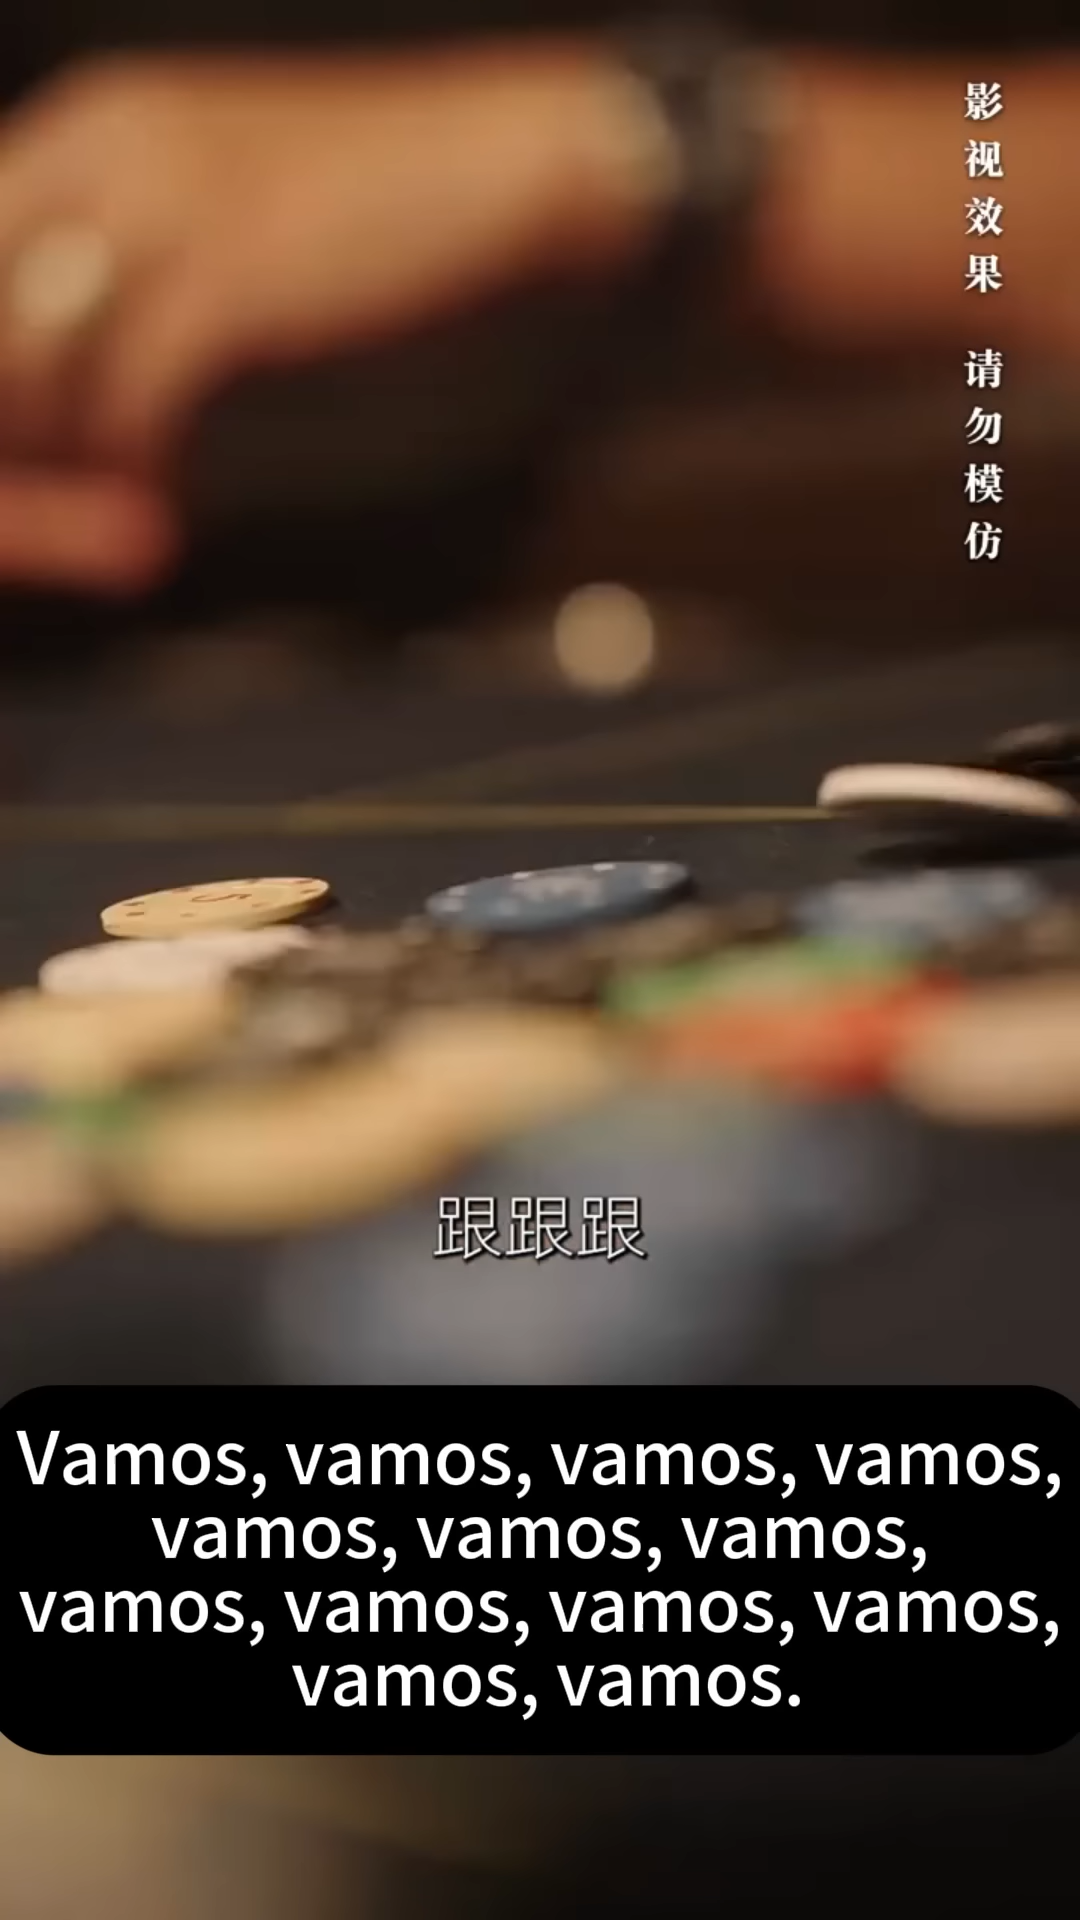 影视效果 请勿模仿
跟跟跟
Vamos, vamos, vamos, vamos,
vamos, vamos, vamos,
vamos, vamos, vamos, vamos,
vamos, vamos.